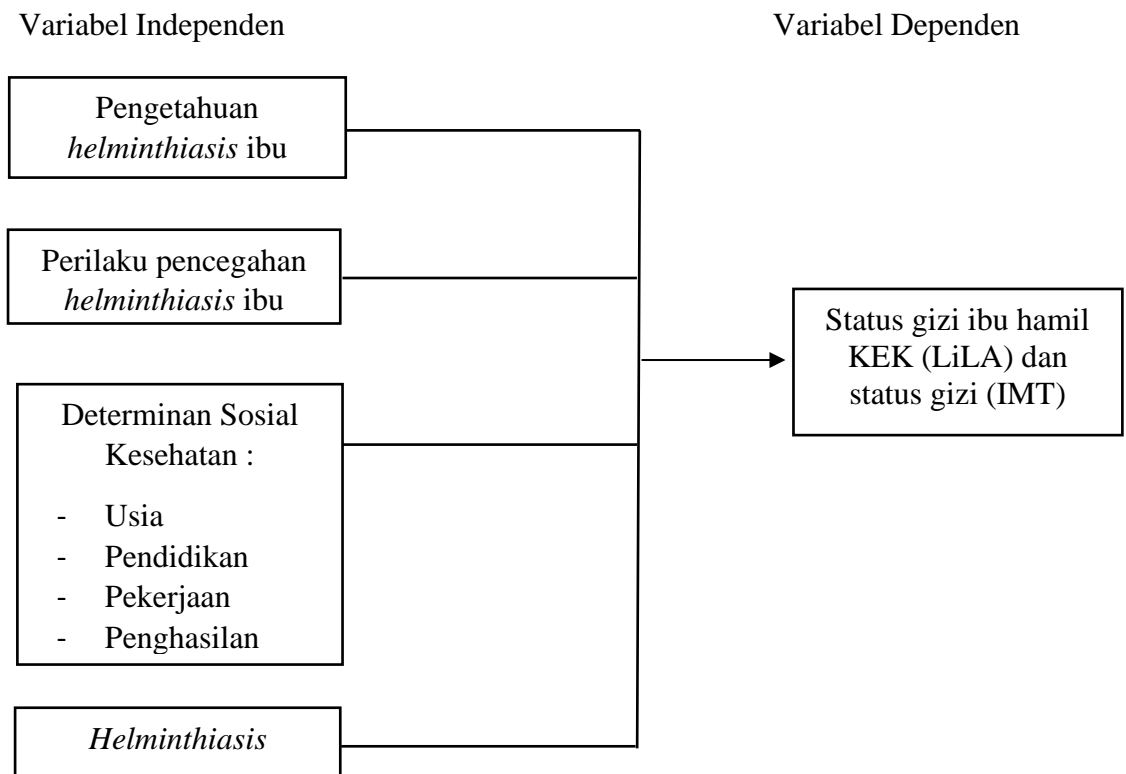 Variabel Independen
Variabel Dependen
Pengetahuan
helminthiasis ibu
Perilaku pencegahan
helminthiasis ibu
Status gizi ibu hamil
KEK (LiLA) dan
status gizi (IMT)
Determinan Sosial
Kesehatan :
- Usia
- Pendidikan
- Pekerjaan
- Penghasilan
Helminthiasis